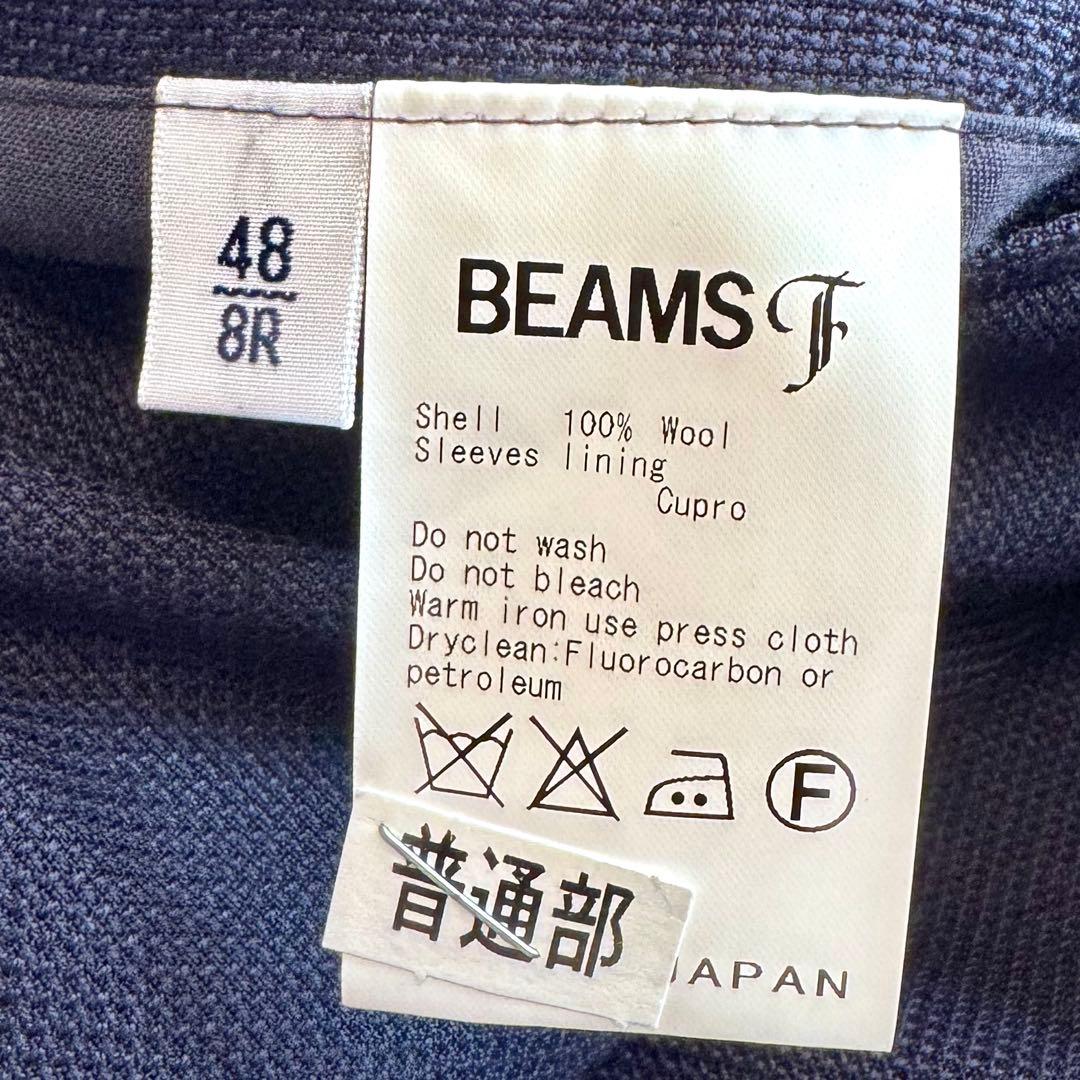 48
8R
BEAMS F
Shell 100% Wool
Sleeves lining
Cupro
Do not wash
Do not bleach
Warm iron use press cloth
Dryclean:Fluorocarbon or
petroleum
F
普通部
JAPAN